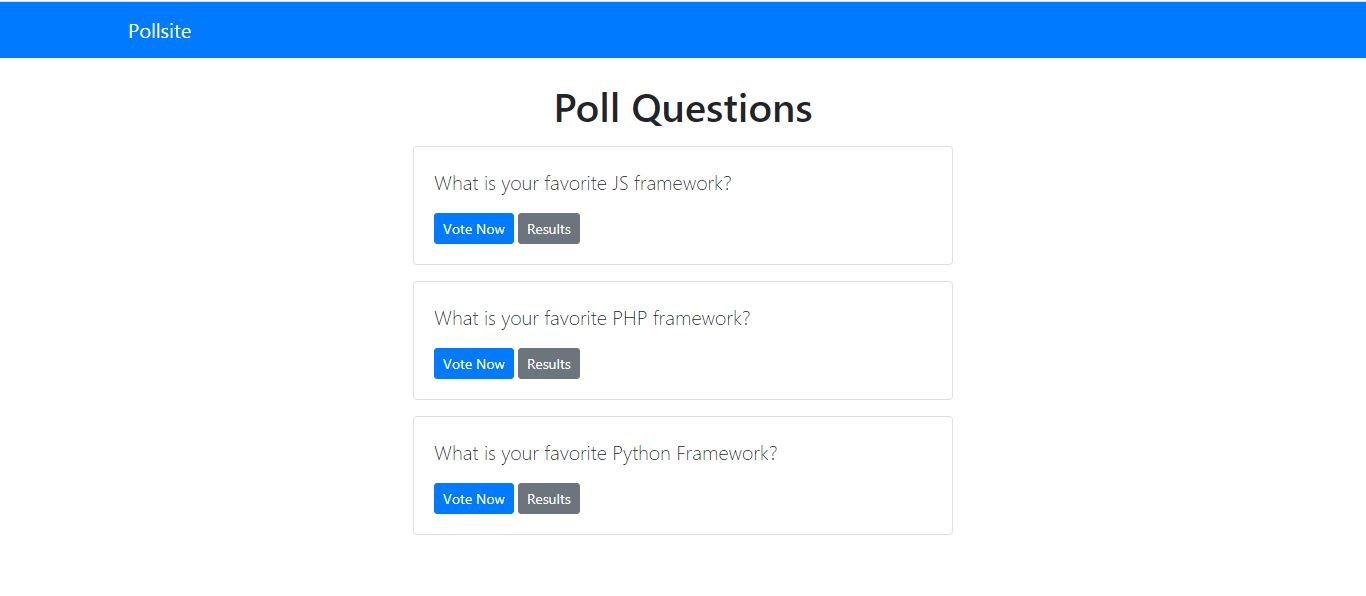 Pollsite
Poll Questions
What is your favorite JS framework?
Vote Now Results
What is your favorite PHP framework?
Vote Now Results
What is your favorite Python Framework?
Vote Now Results